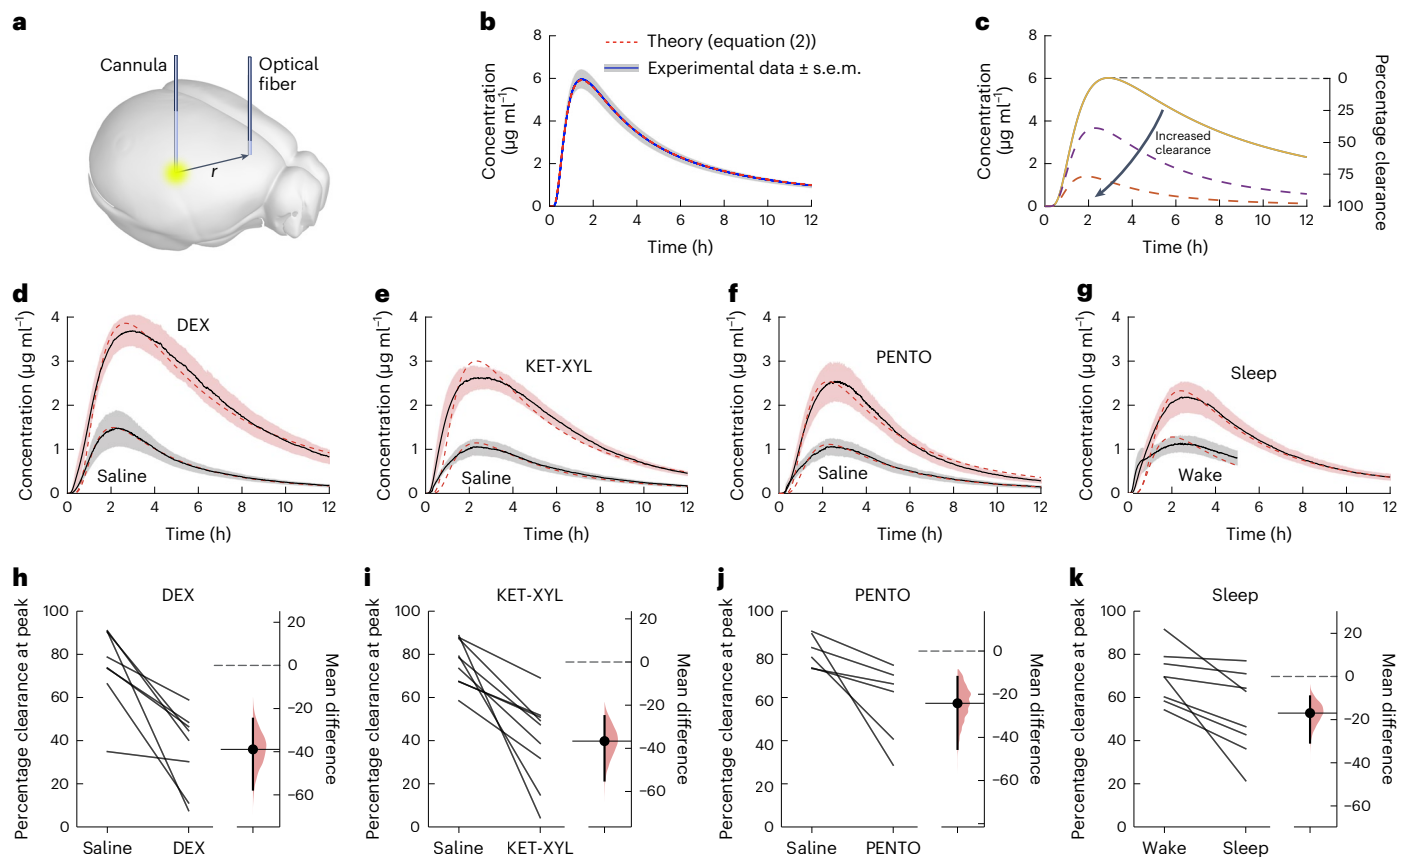 a
Cannula
Optical
fiber
r
b
Concentration
(µg ml⁻¹)
8
6
4
2
0
Theory (equation (2))
Experimental data ± s.e.m.
0 2 4 6 8 10 12
Time (h)
c
Concentration
(µg ml⁻¹)
8
6
4
2
0
Increased
clearance
0
25
50
75
100
Percentage clearance
0 2 4 6 8 10 12
Time (h)
d
Concentration (µg ml⁻¹)
4
3
2
1
0
DEX
Saline
0 2 4 6 8 10 12
Time (h)
e
Concentration (µg ml⁻¹)
4
3
2
1
0
KET-XYL
Saline
0 2 4 6 8 10 12
Time (h)
f
Concentration (µg ml⁻¹)
4
3
2
1
0
PENTO
Saline
0 2 4 6 8 10 12
Time (h)
g
Concentration (µg ml⁻¹)
4
3
2
1
0
Sleep
Wake
0 2 4 6 8 10 12
Time (h)
h
DEX
Percentage clearance at peak
100
80
60
40
20
0
Saline DEX
20
0
−20
−40
−60
Mean difference
i
KET-XYL
Percentage clearance at peak
100
80
60
40
20
0
Saline KET-XYL
20
0
−20
−40
−60
Mean difference
j
PENTO
Percentage clearance at peak
100
80
60
40
20
0
Saline PENTO
0
−20
−40
−60
Mean difference
k
Sleep
Percentage clearance at peak
100
80
60
40
20
0
Wake Sleep
20
0
−20
−40
−60
Mean difference